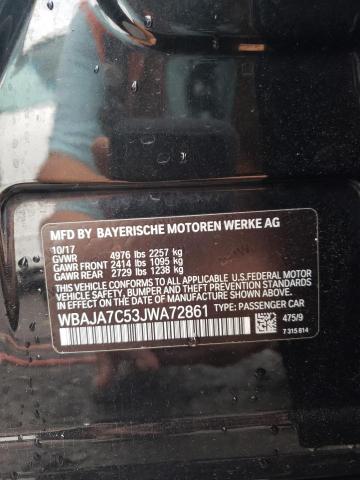 MFD BY BAYERISCHE MOTOREN WERKE AG
10/17
GVWR 4976 lbs 2257 kg
GAWR FRONT 2414 lbs 1095 kg
GAWR REAR 2729 lbs 1238 kg
THIS VEHICLE CONFORMS TO ALL APPLICABLE U.S.FEDERAL MOTOR
VEHICLE SAFETY, BUMPER, AND THEFT PREVENTION STANDARDS IN
EFFECT ON THE DATE OF MANUFACTURE SHOWN ABOVE.
WBAJA7C53JWA72861 TYPE: PASSENGER CAR
475/9
7 315 814